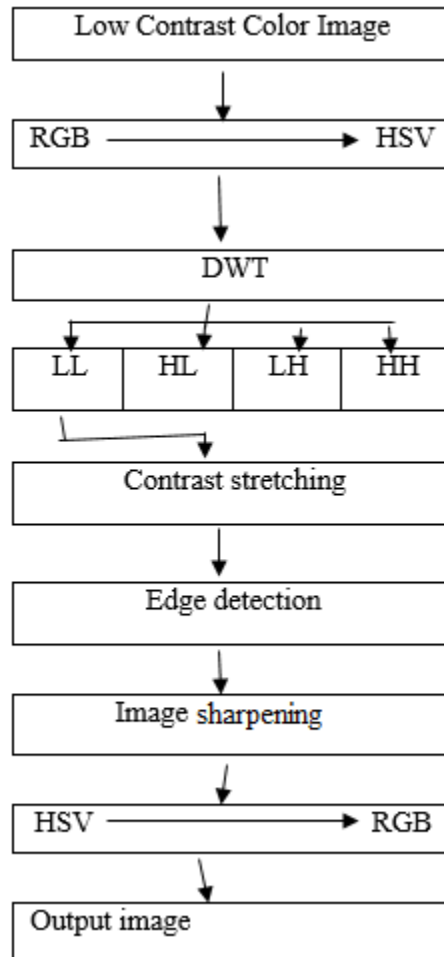 Low Contrast Color Image
RGB HSV
DWT
LL HL LH HH
Contrast stretching
Edge detection
Image sharpening
HSV RGB
Output image